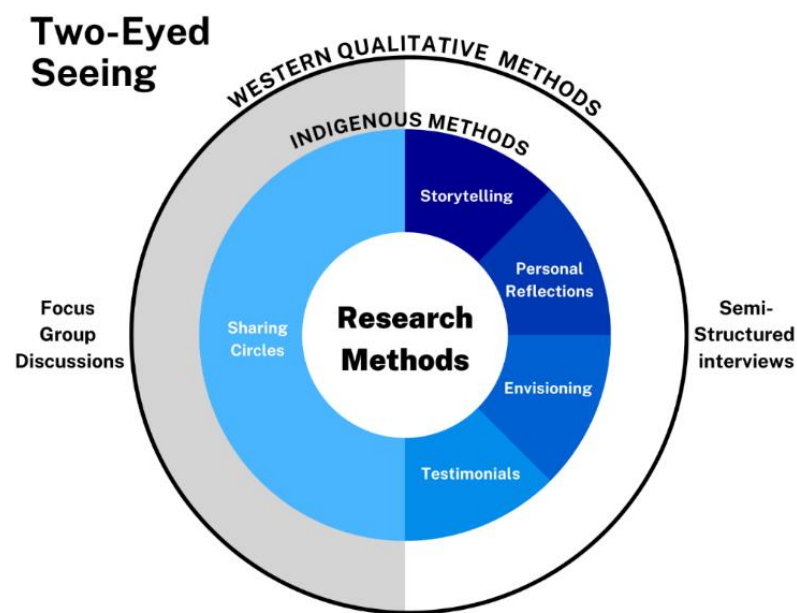 Two-Eyed
Seeing
WESTERN QUALITATIVE METHODS
INDIGENOUS METHODS
Storytelling
Personal
Reflections
Envisioning
Testimonials
Sharing
Circles
Research
Methods
Focus
Group
Discussions
Semi-
Structured
interviews